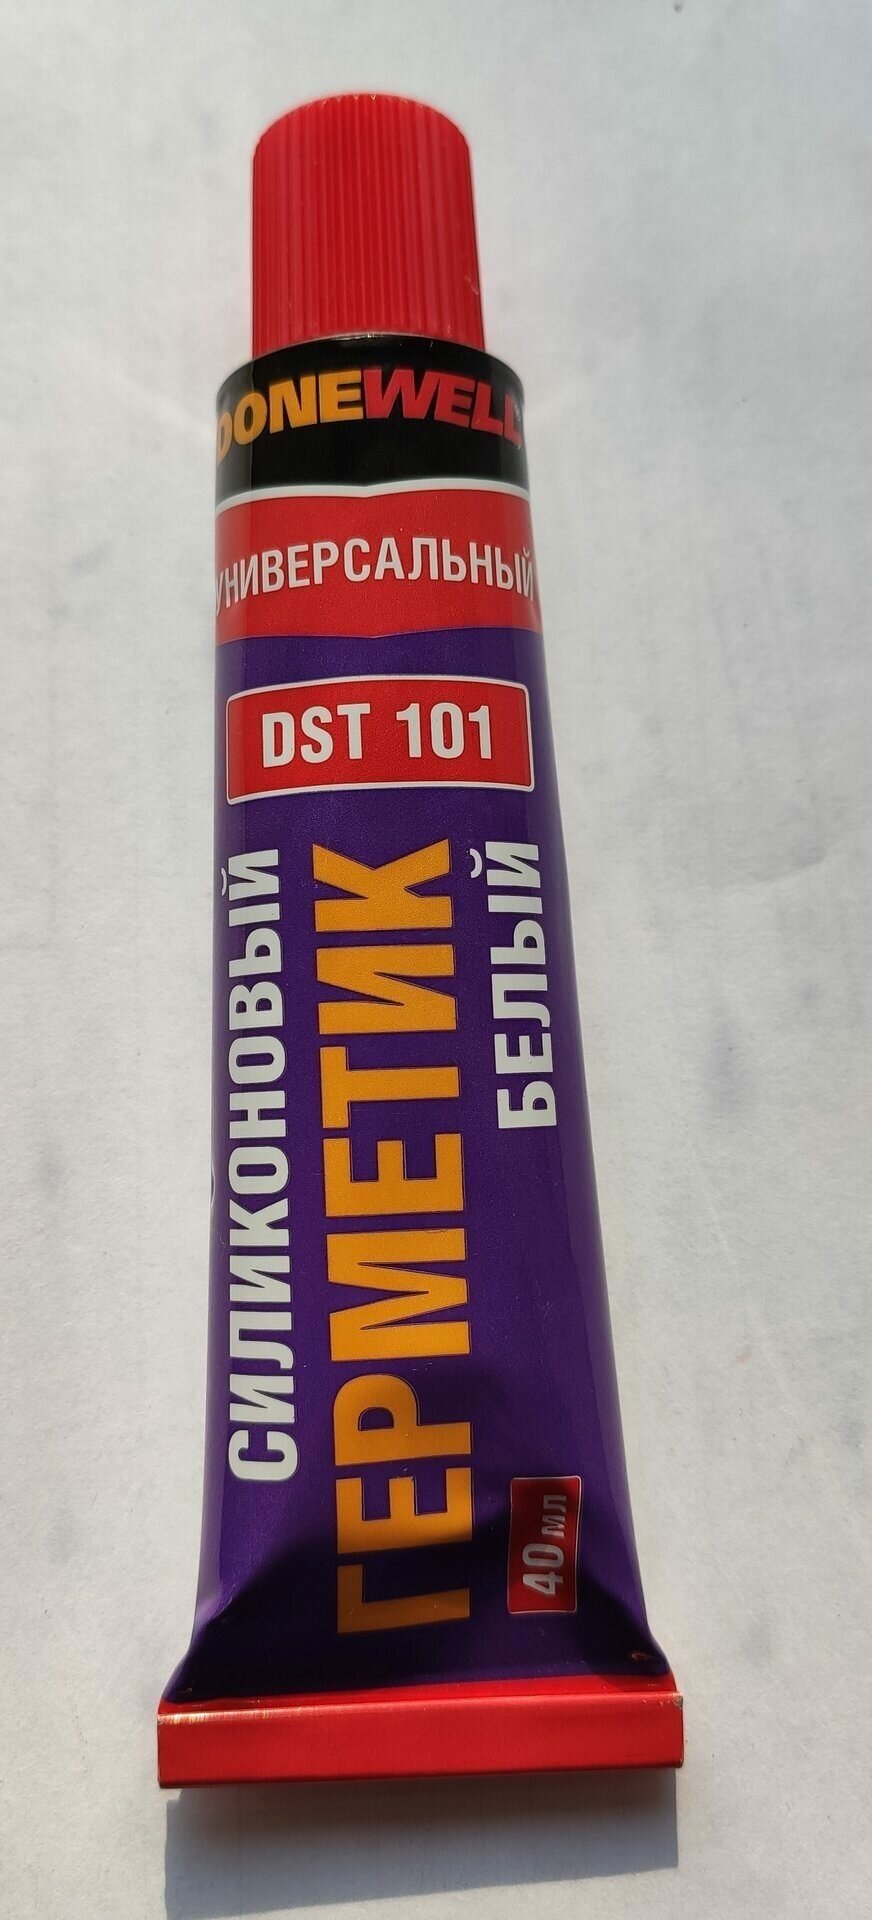 DONEWELL
УНИВЕРСАЛЬНЫЙ
DST 101
СИЛИКОНОВЫЙ
ГЕРМЕТИК
БЕЛЫЙ
40 мл